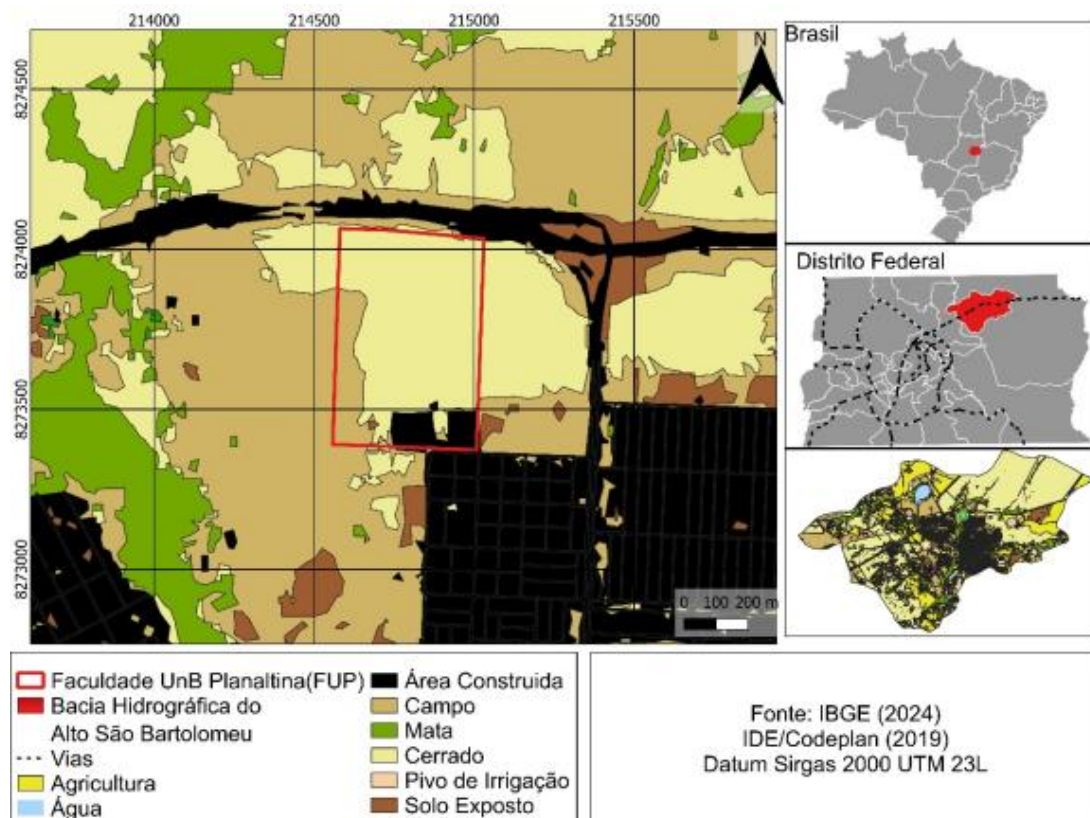 214000 214500 215000 215500
N
8274500
8274000
8273500
8273000
0 100 200 m
Brasil
Distrito Federal
Faculdade UnB Planaltina(FUP)
Bacia Hidrográfica do
Alto São Bartolomeu
Vias
Agricultura
Água
Área Construida
Campo
Mata
Cerrado
Pivo de Irrigação
Solo Exposto
Fonte: IBGE (2024)
IDE/Codeplan (2019)
Datum Sirgas 2000 UTM 23L